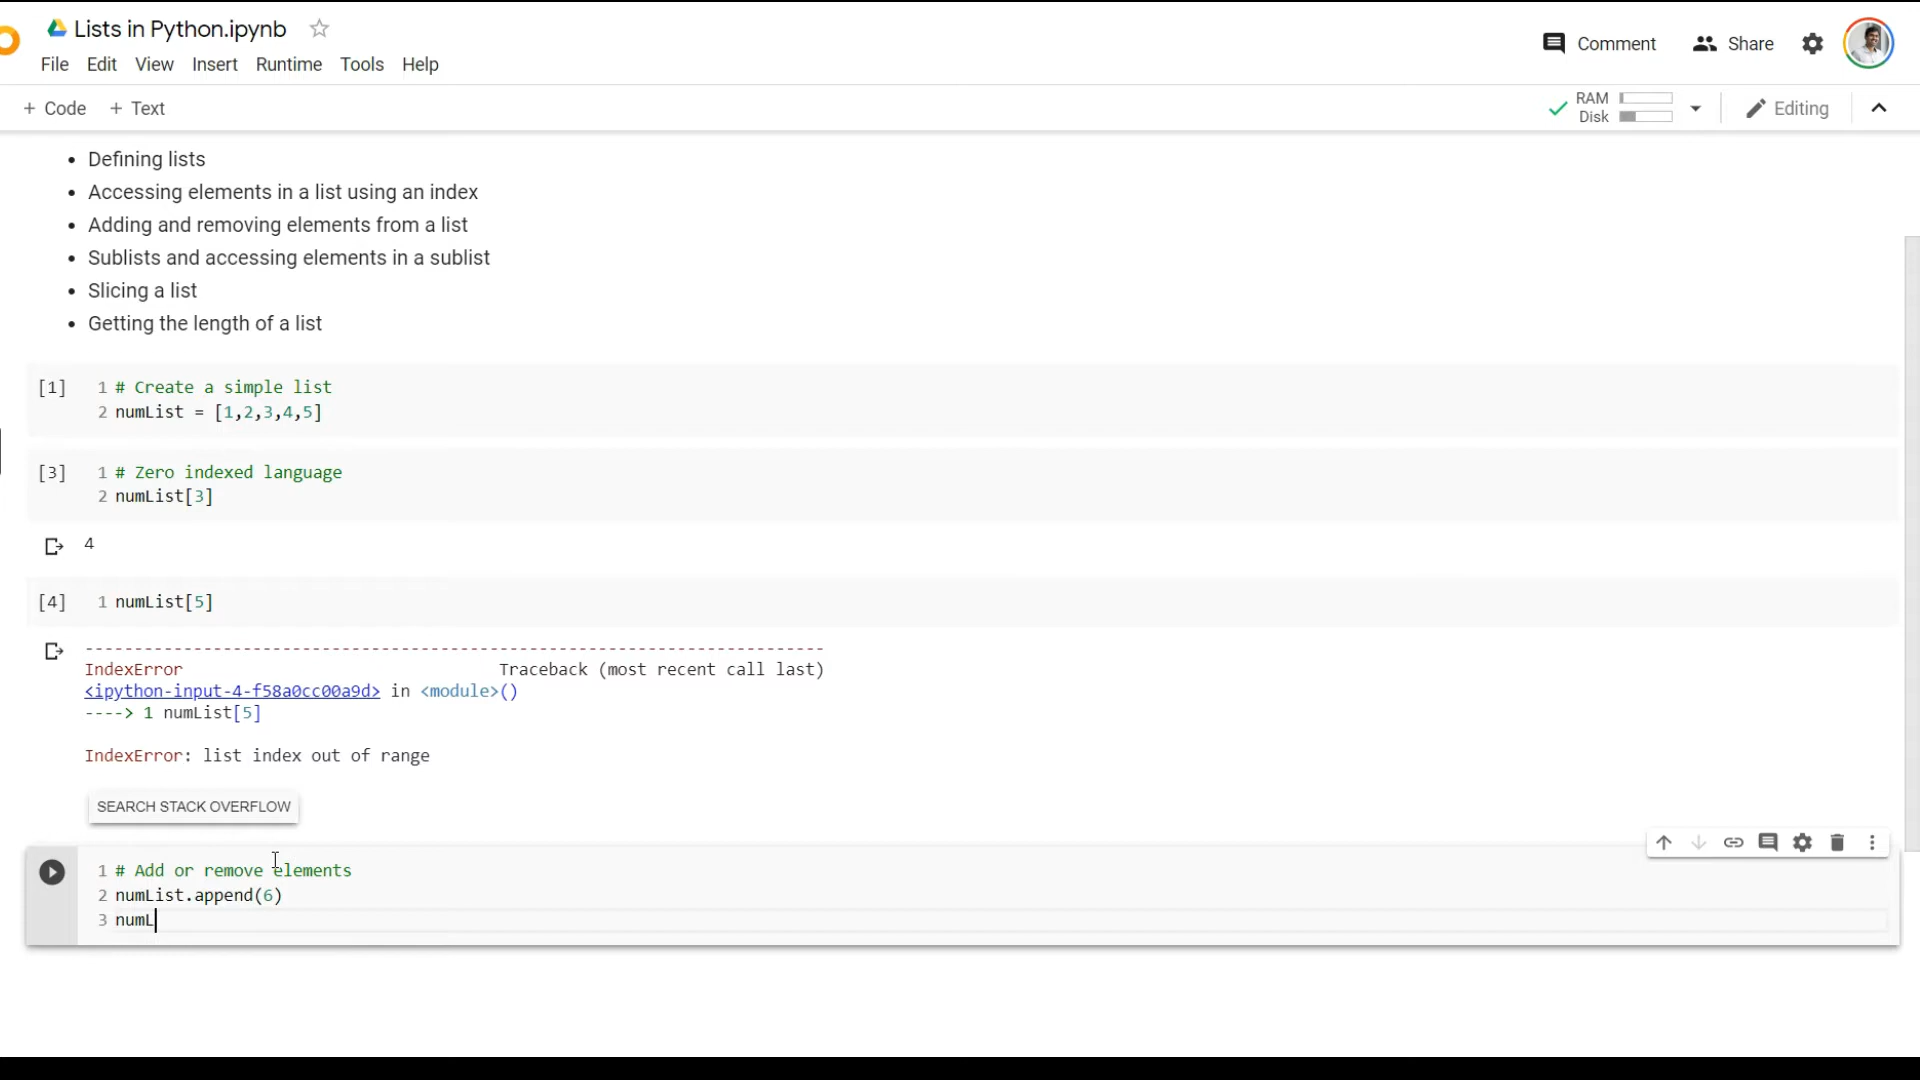 Lists in Python.ipynb
File Edit View Insert Runtime Tools Help
Comment Share
+ Code + Text
RAM
Disk
Editing
• Defining lists
• Accessing elements in a list using an index
• Adding and removing elements from a list
• Sublists and accessing elements in a sublist
• Slicing a list
• Getting the length of a list
[1] 1 # Create a simple list
2 numList = [1,2,3,4,5]
[3] 1 # Zero indexed language
2 numList[3]
4
[4] 1 numList[5]
---------------------------------------------------------------------------
IndexError Traceback (most recent call last)
<ipython-input-4-f58a0cc00a9d> in <module>()
----> 1 numList[5]
IndexError: list index out of range
SEARCH STACK OVERFLOW
1 # Add or remove elements
2 numList.append(6)
3 numL